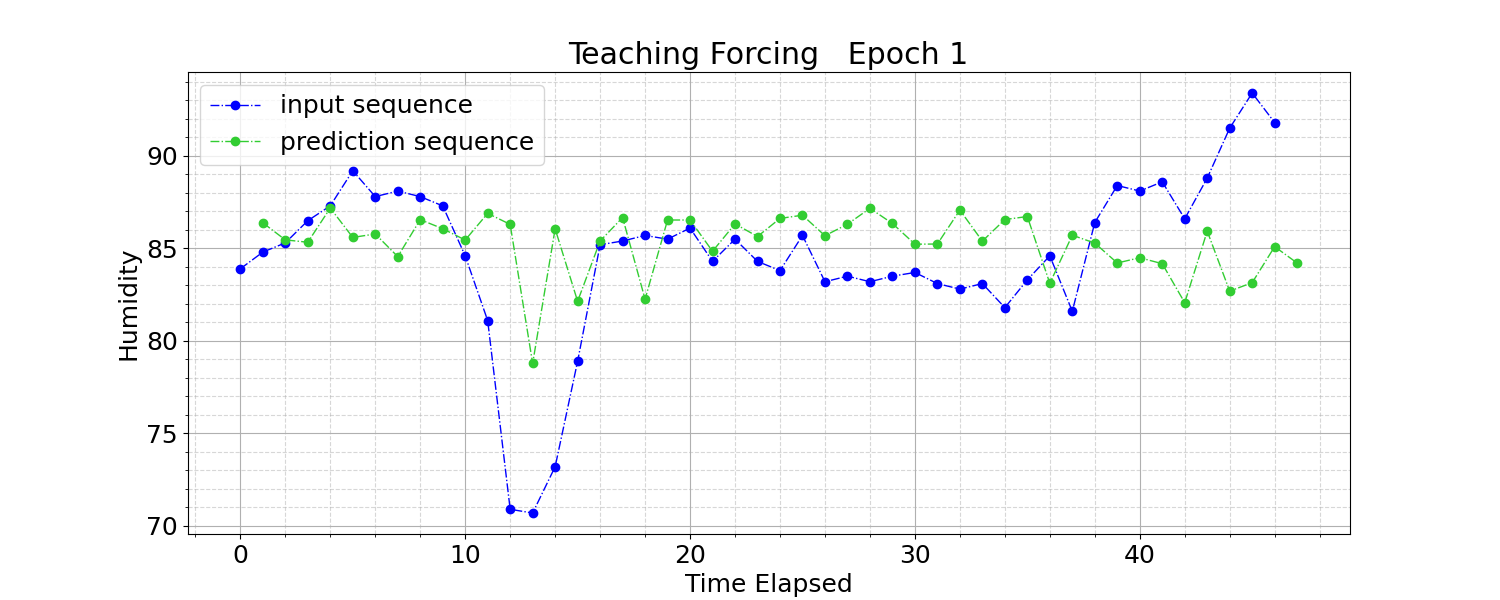 Teaching Forcing   Epoch 1
input sequence
prediction sequence
90
85
80
75
70
Humidity
0 10 20 30 40
Time Elapsed